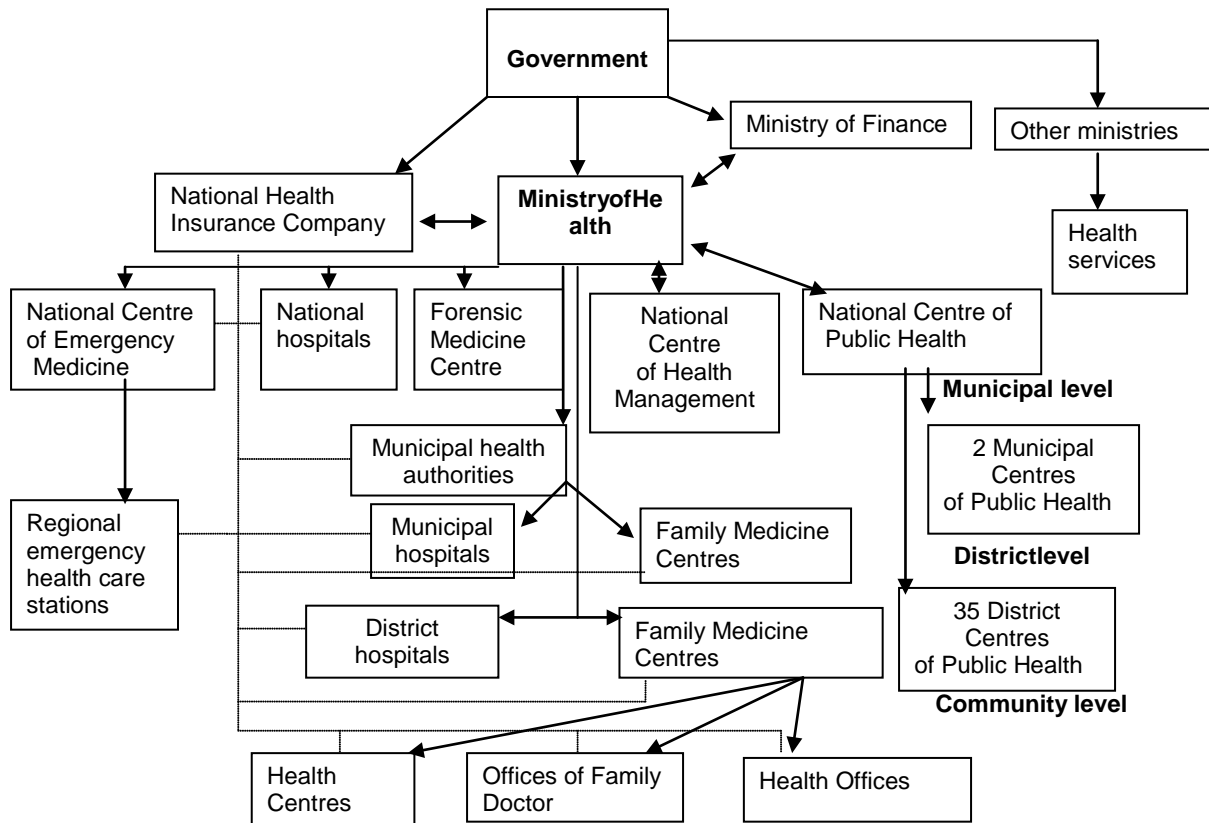 Government
Ministry of Finance
Other ministries
National Health
Insurance Company
MinistryofHe
alth
Health
services
National Centre
of Emergency
Medicine
National
hospitals
Forensic
Medicine
Centre
National
Centre
of Health
Management
National Centre of
Public Health
Municipal level
Municipal health
authorities
2 Municipal
Centres
of Public Health
Regional
emergency
health care
stations
Municipal
hospitals
Family Medicine
Centres
Districtlevel
District
hospitals
Family Medicine
Centres
35 District
Centres
of Public Health
Community level
Health
Centres
Offices of Family
Doctor
Health Offices